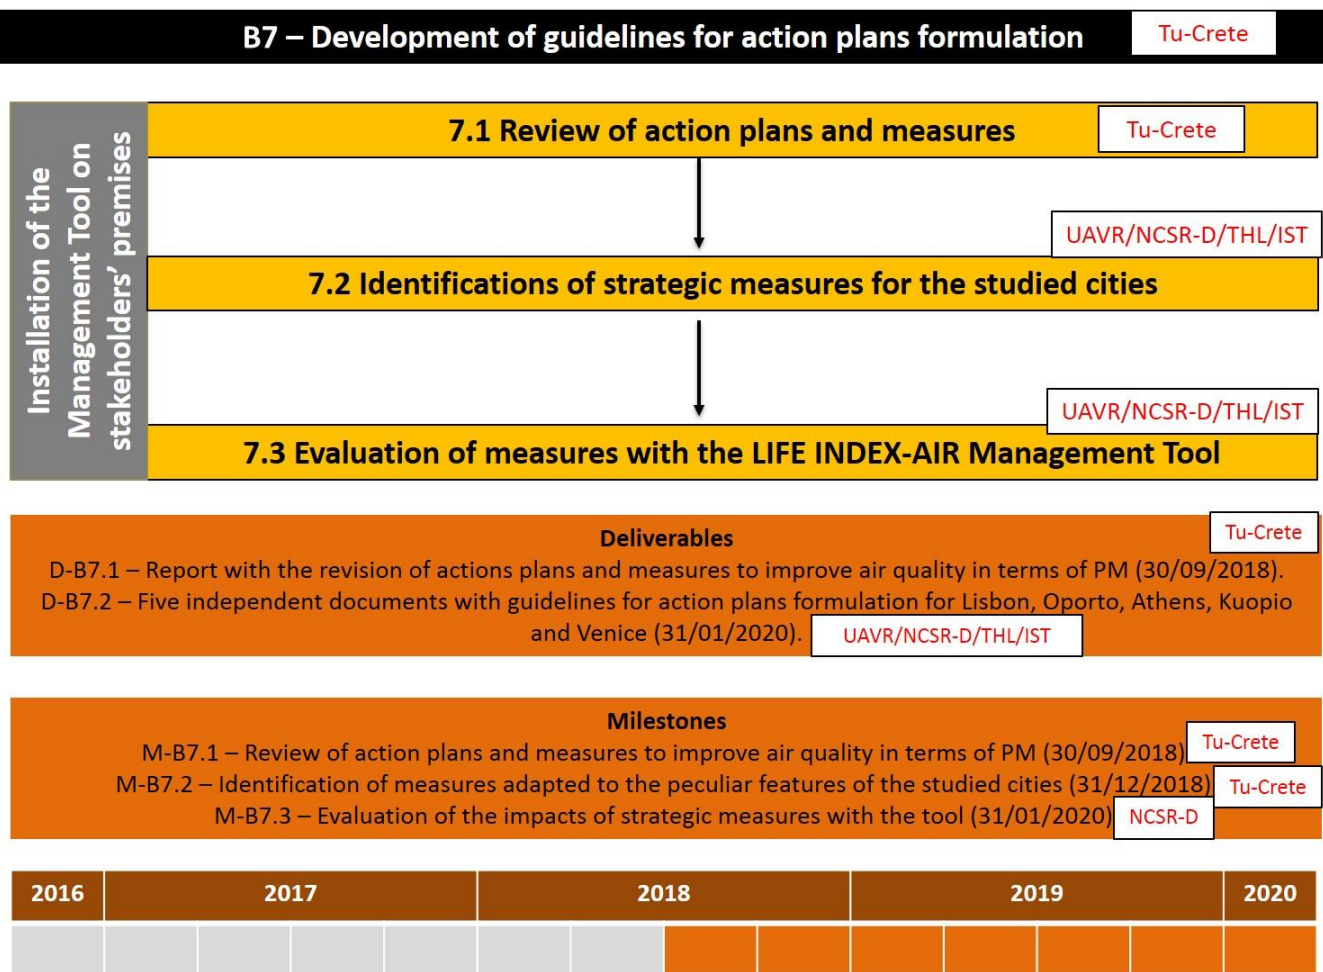 B7 – Development of guidelines for action plans formulation
Tu-Crete
Installation of the
Management Tool on
stakeholders’ premises
7.1 Review of action plans and measures
Tu-Crete
UAVR/NCSR-D/THL/IST
7.2 Identifications of strategic measures for the studied cities
UAVR/NCSR-D/THL/IST
7.3 Evaluation of measures with the LIFE INDEX-AIR Management Tool
Deliverables
Tu-Crete
D-B7.1 – Report with the revision of actions plans and measures to improve air quality in terms of PM (30/09/2018).
D-B7.2 – Five independent documents with guidelines for action plans formulation for Lisbon, Oporto, Athens, Kuopio
and Venice (31/01/2020).
UAVR/NCSR-D/THL/IST
Milestones
M-B7.1 – Review of action plans and measures to improve air quality in terms of PM (30/09/2018)
Tu-Crete
M-B7.2 – Identification of measures adapted to the peculiar features of the studied cities (31/12/2018)
Tu-Crete
M-B7.3 – Evaluation of the impacts of strategic measures with the tool (31/01/2020)
NCSR-D
2016 2017 2018 2019 2020